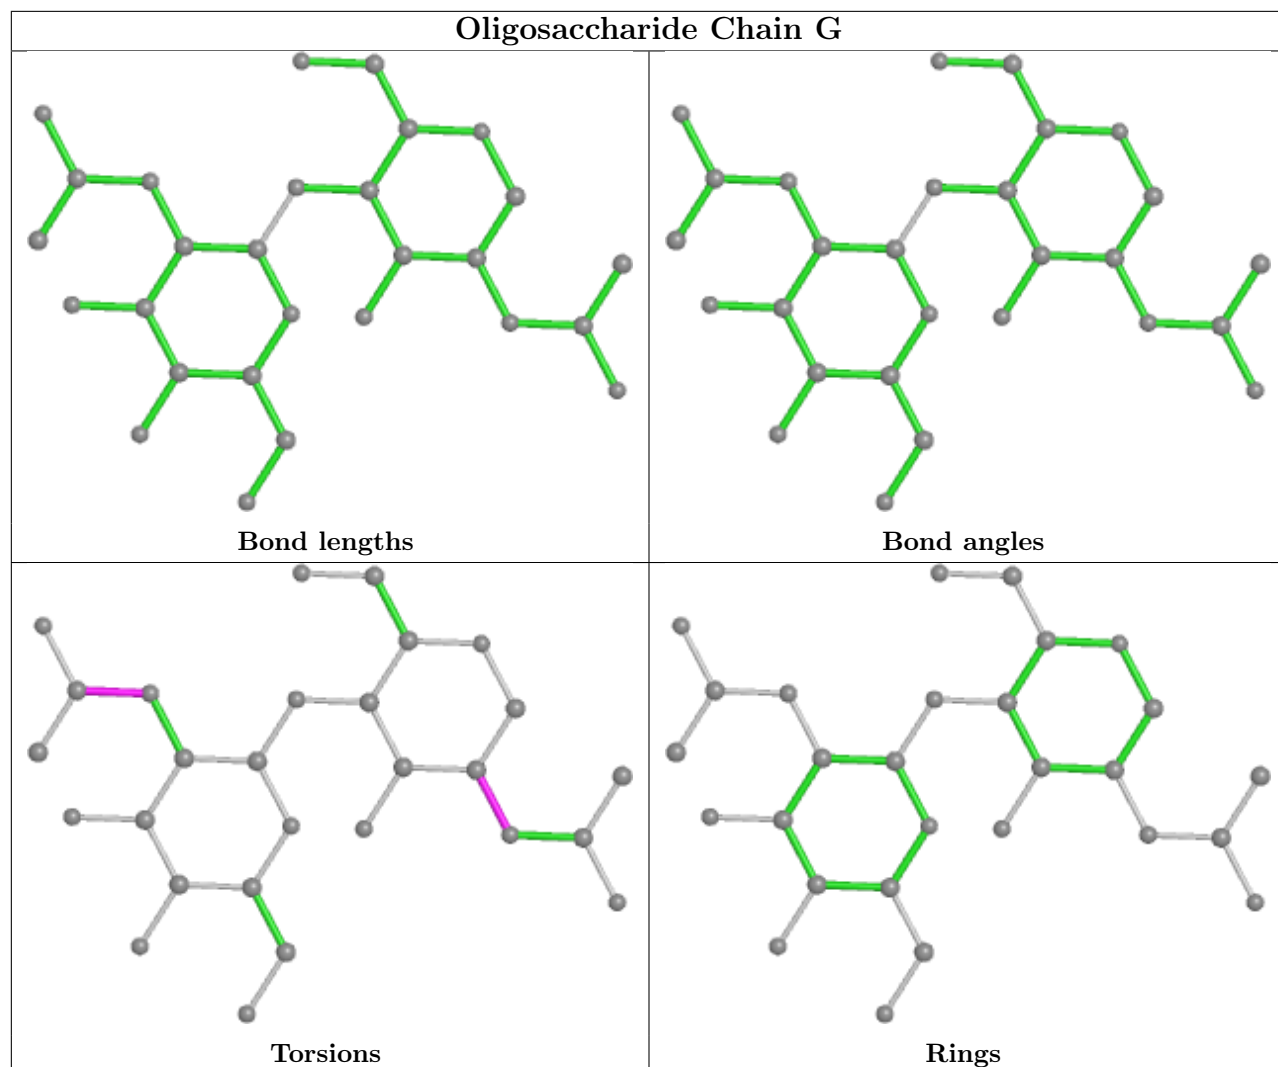 Oligosaccharide Chain G
Bond lengths
Bond angles
Torsions
Rings